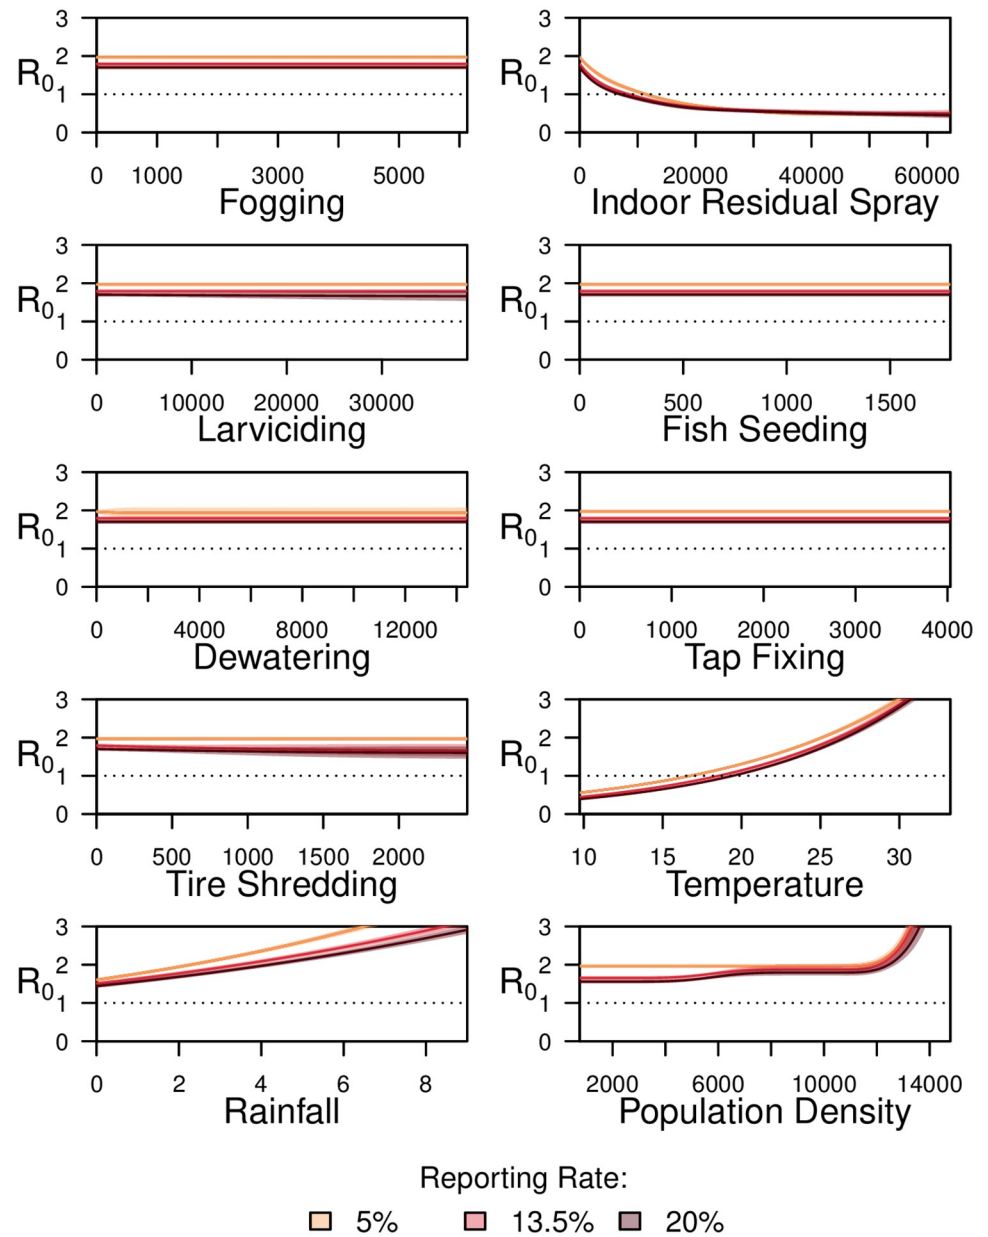 3
2
R0 1
0
0 1000 3000 5000
Fogging
3
2
R0 1
0
0 20000 40000 60000
Indoor Residual Spray
3
2
R0 1
0
0 10000 20000 30000
Larviciding
3
2
R0 1
0
0 500 1000 1500
Fish Seeding
3
2
R0 1
0
0 4000 8000 12000
Dewatering
3
2
R0 1
0
0 1000 2000 3000 4000
Tap Fixing
3
2
R0 1
0
0 500 1000 1500 2000
Tire Shredding
3
2
R0 1
0
10 15 20 25 30
Temperature
3
2
R0 1
0
0 2 4 6 8
Rainfall
3
2
R0 1
0
2000 6000 10000 14000
Population Density
Reporting Rate:
5% 13.5% 20%